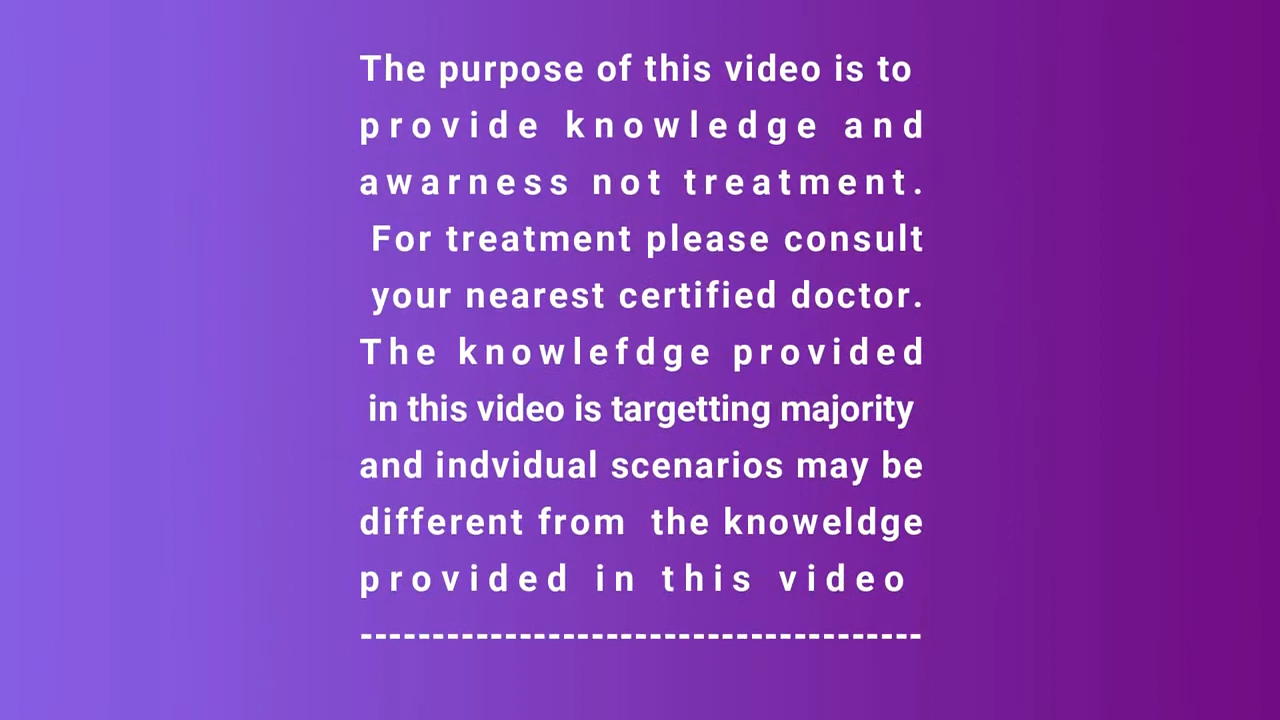 The purpose of this video is to
provide knowledge and
awarness not treatment.
For treatment please consult
your nearest certified doctor.
The knowlefdge provided
in this video is targetting majority
and indvidual scenarios may be
different from  the knoweldge
provided in this video
---------------------------------------